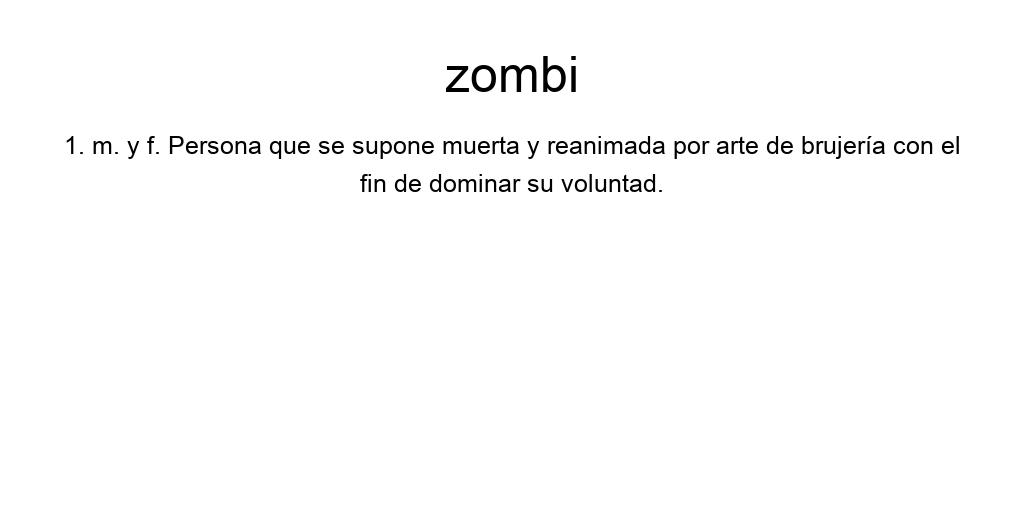 zombi
1. m. y f. Persona que se supone muerta y reanimada por arte de brujería con el
fin de dominar su voluntad.